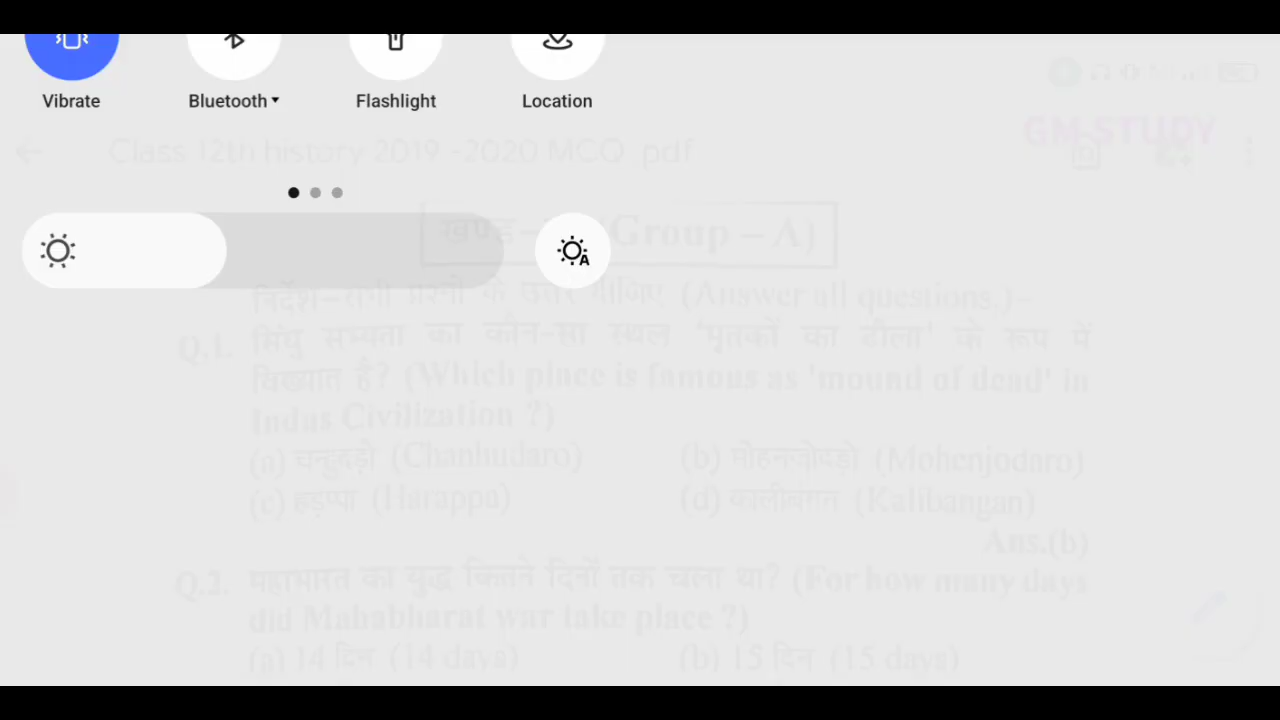 Vibrate
Bluetooth
Flashlight
Location
GM STUDY
Class 12th history 2019 -2020 MCQ pdf
खण्ड– (Group – A)
निर्देश–सभी प्रश्नों के उत्तर दीजिए (Answer all questions.)–
Q.1. सिंधु सभ्यता का कौन-सा स्थल 'मृतकों का टीला' के रूप में
विख्यात है? (Which place is famous as 'mound of dead' in
Indus Civilization ?)
(a) चन्हुदड़ो (Chanhudaro) (b) मोहनजोदड़ो (Mohenjodaro)
(c) हड़प्पा (Harappa) (d) कालीबंगन (Kalibangan)
Ans.(b)
Q.2. महाभारत का युद्ध कितने दिनों तक चला था? (For how many days
did Mahabharat war take place ?)
(a) 14 दिन (14 days) (b) 15 दिन (15 days)